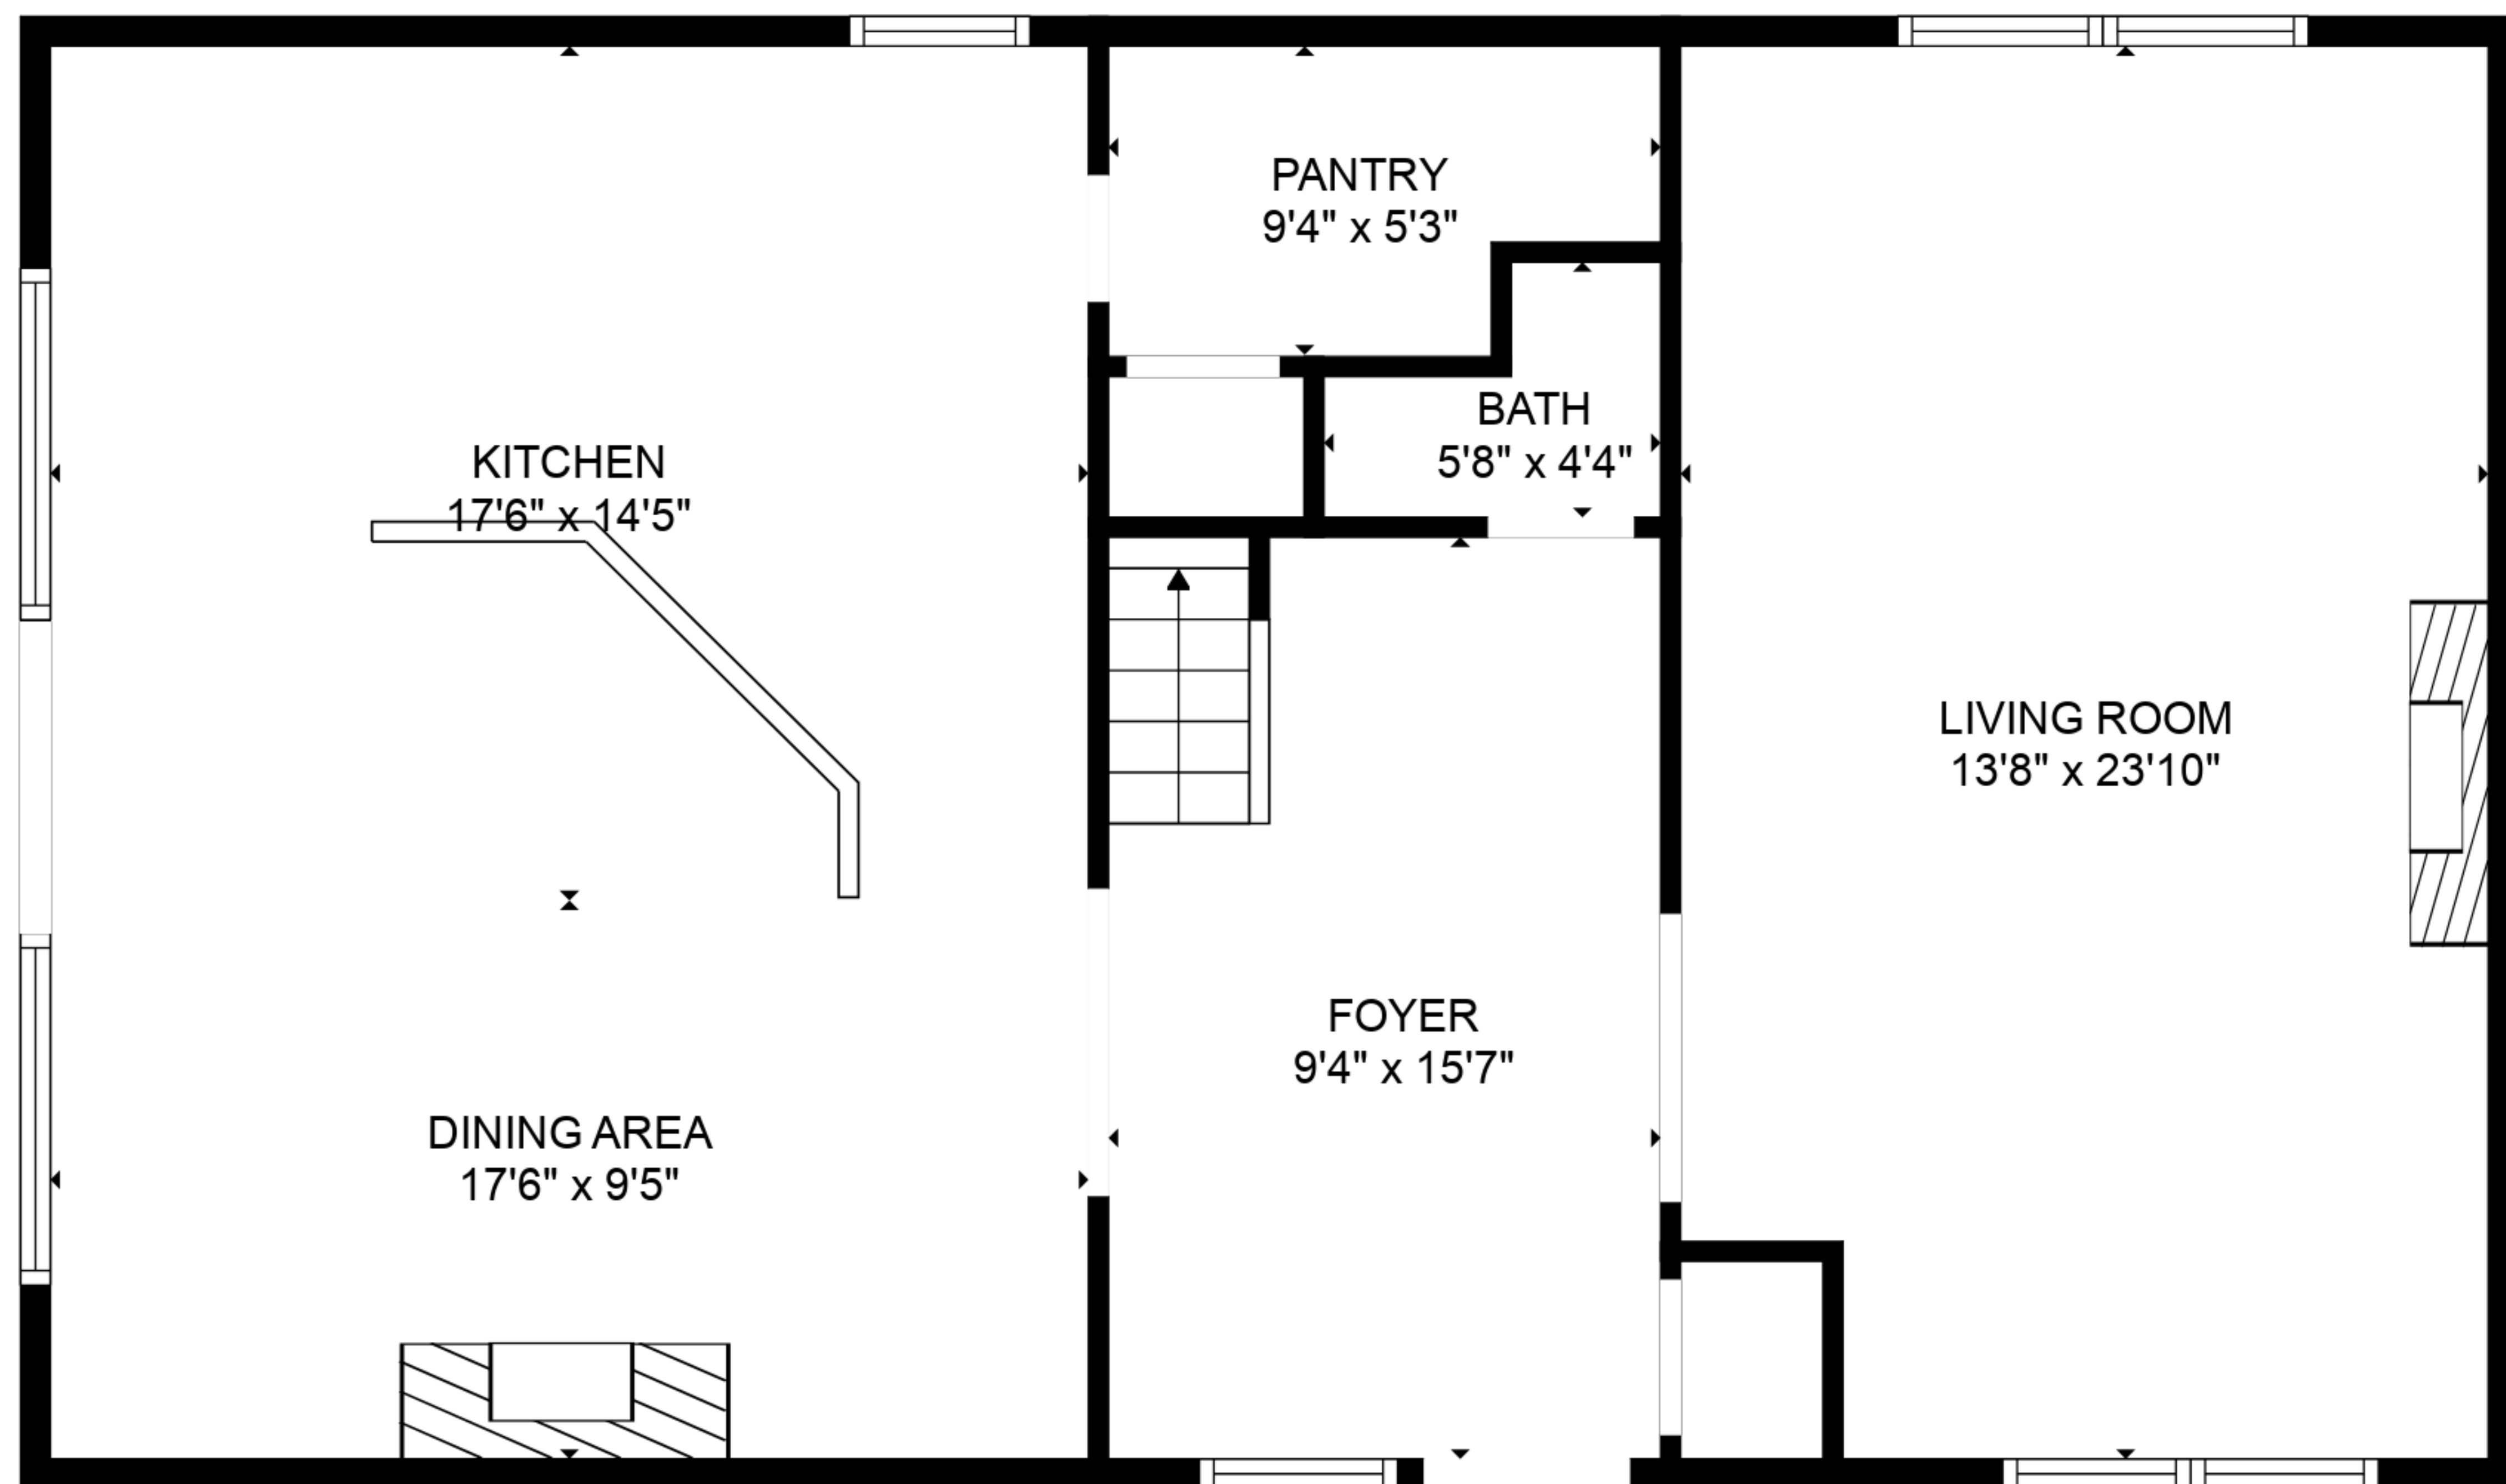 PANTRY
9'4" x 5'3"
KITCHEN
17'6" x 14'5"
BATH
5'8" x 4'4"
LIVING ROOM
13'8" x 23'10"
FOYER
9'4" x 15'7"
DINING AREA
17'6" x 9'5"